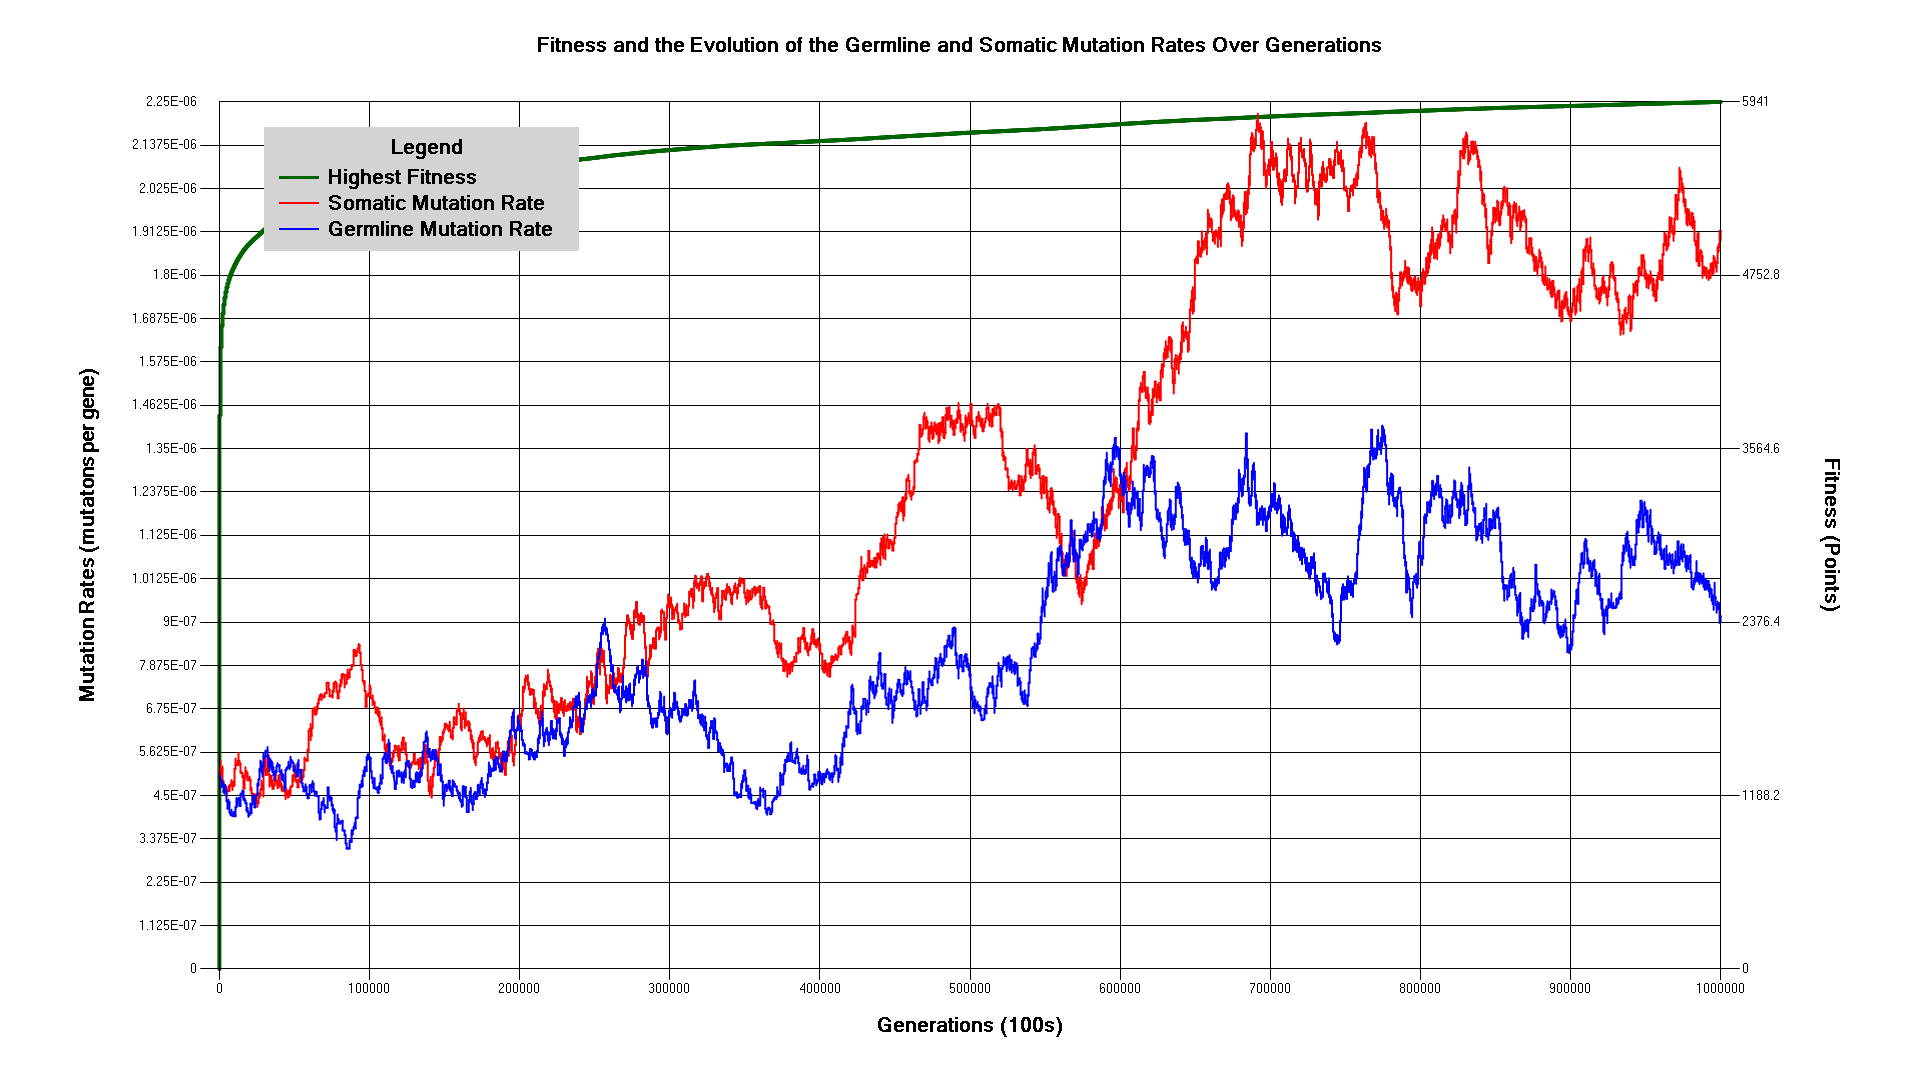 Fitness and the Evolution of the Germline and Somatic Mutation Rates Over Generations
Legend
Highest Fitness
Somatic Mutation Rate
Germline Mutation Rate
Mutation Rates (mutatons per gene)
2.25E-06
2.1375E-06
2.025E-06
1.9125E-06
1.8E-06
1.6875E-06
1.575E-06
1.4625E-06
1.35E-06
1.2375E-06
1.125E-06
1.0125E-06
9E-07
7.875E-07
6.75E-07
5.625E-07
4.5E-07
3.375E-07
2.25E-07
1.125E-07
0
5941
4752.8
3564.6
2376.4
1188.2
0
Fitness (Points)
0 100000 200000 300000 400000 500000 600000 700000 800000 900000 1000000
Generations (100s)